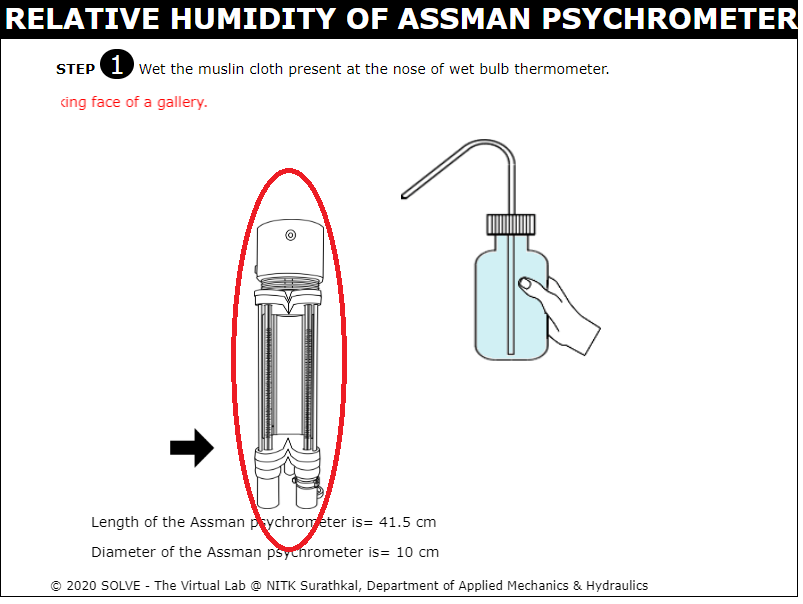 RELATIVE HUMIDITY OF ASSMAN PSYCHROMETER
STEP 1 Wet the muslin cloth present at the nose of wet bulb thermometer.
king face of a gallery.
Length of the Assman psychrometer is= 41.5 cm
Diameter of the Assman psychrometer is= 10 cm
© 2020 SOLVE - The Virtual Lab @ NITK Surathkal, Department of Applied Mechanics & Hydraulics